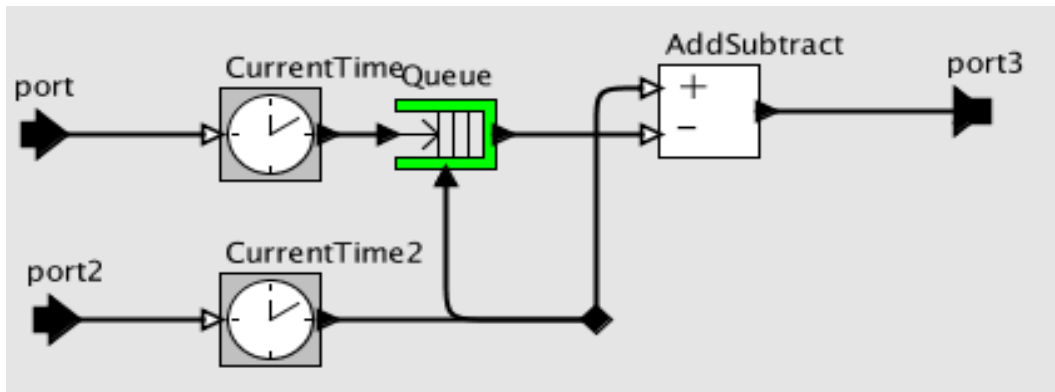 AddSubtract
CurrentTime
Queue
port3
port
+
−
CurrentTime2
port2